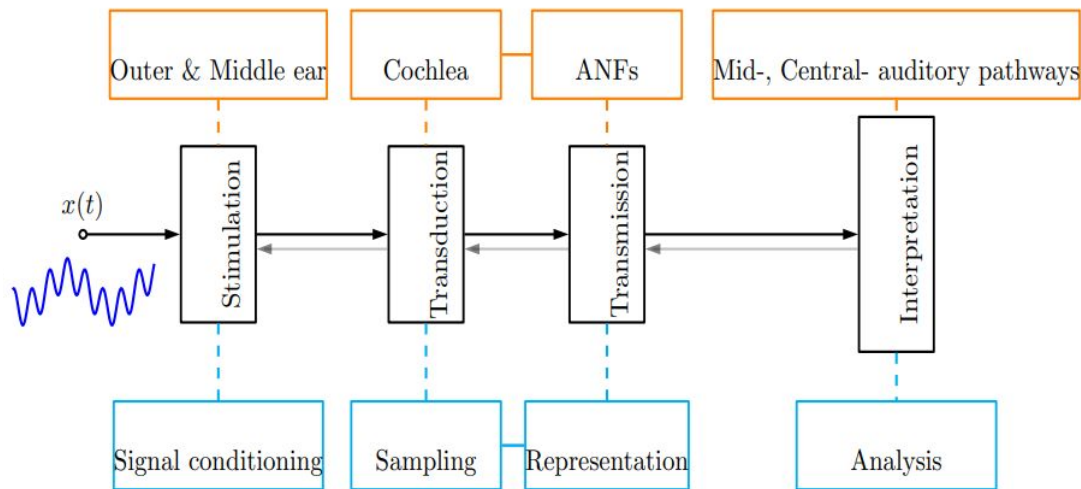 Outer & Middle ear
Cochlea
ANFs
Mid-, Central- auditory pathways
x(t)
Stimulation
Transduction
Transmission
Interpretation
Signal conditioning
Sampling
Representation
Analysis